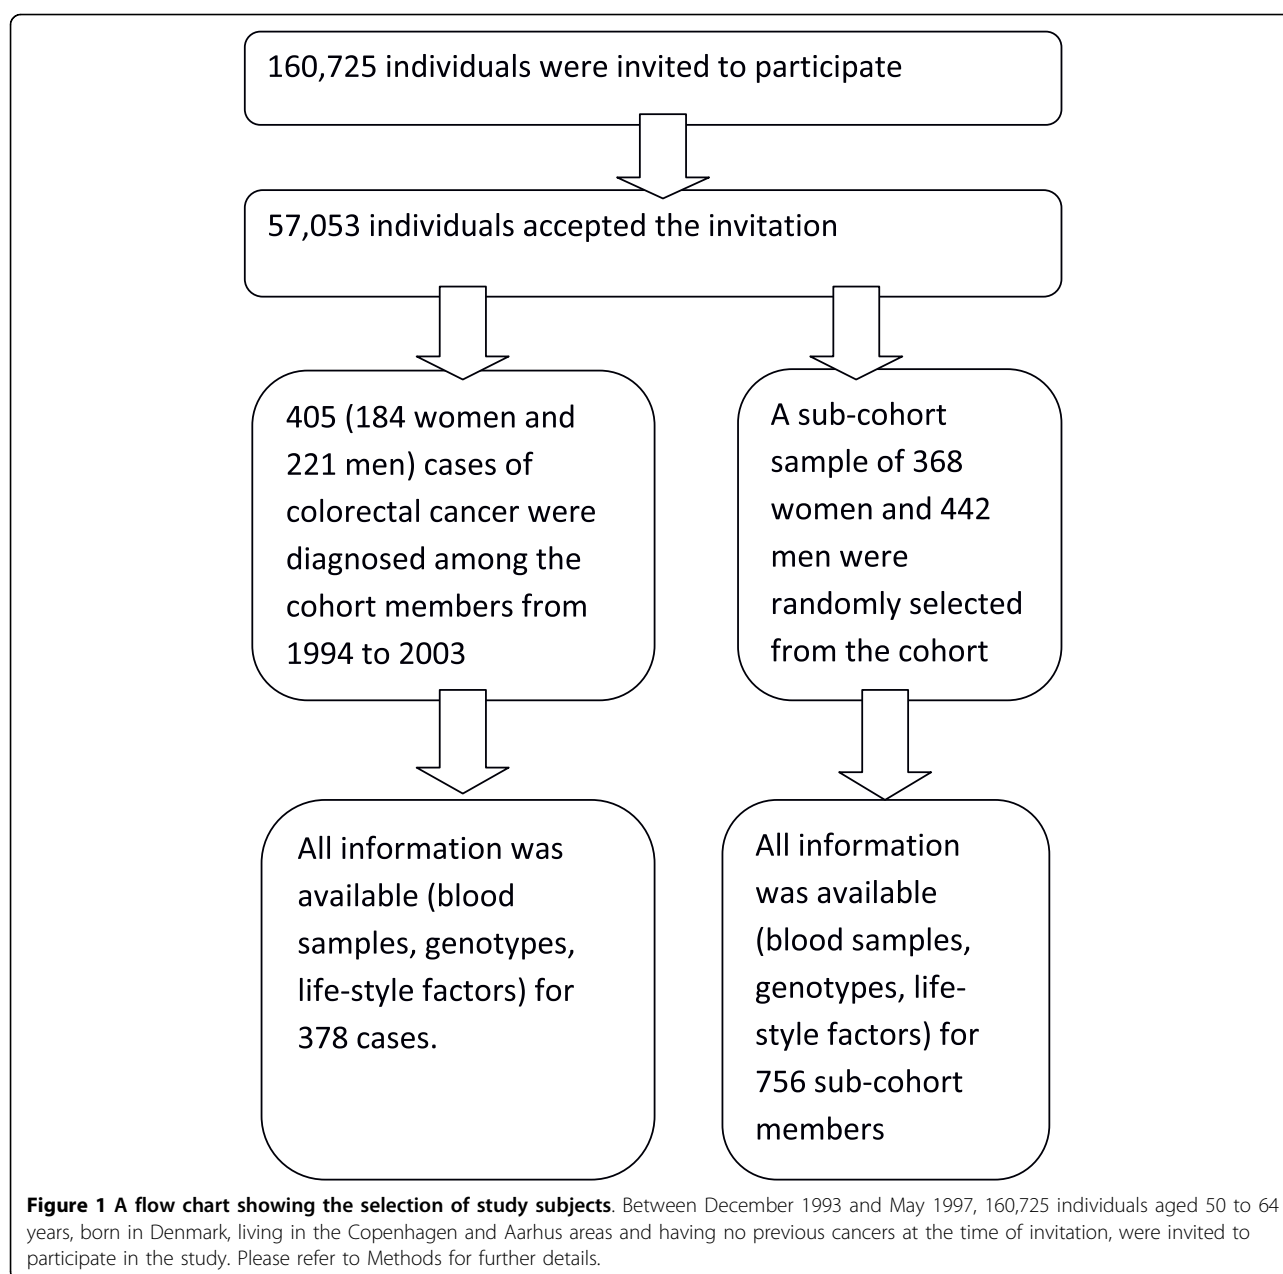 160,725 individuals were invited to participate
57,053 individuals accepted the invitation
405 (184 women and
221 men) cases of
colorectal cancer were
diagnosed among the
cohort members from
1994 to 2003
A sub-cohort
sample of 368
women and 442
men were
randomly selected
from the cohort
All information was
available (blood
samples, genotypes,
life-style factors) for
378 cases.
All information
was available
(blood samples,
genotypes, life-
style factors) for
756 sub-cohort
members
Figure 1 A flow chart showing the selection of study subjects. Between December 1993 and May 1997, 160,725 individuals aged 50 to 64
years, born in Denmark, living in the Copenhagen and Aarhus areas and having no previous cancers at the time of invitation, were invited to
participate in the study. Please refer to Methods for further details.